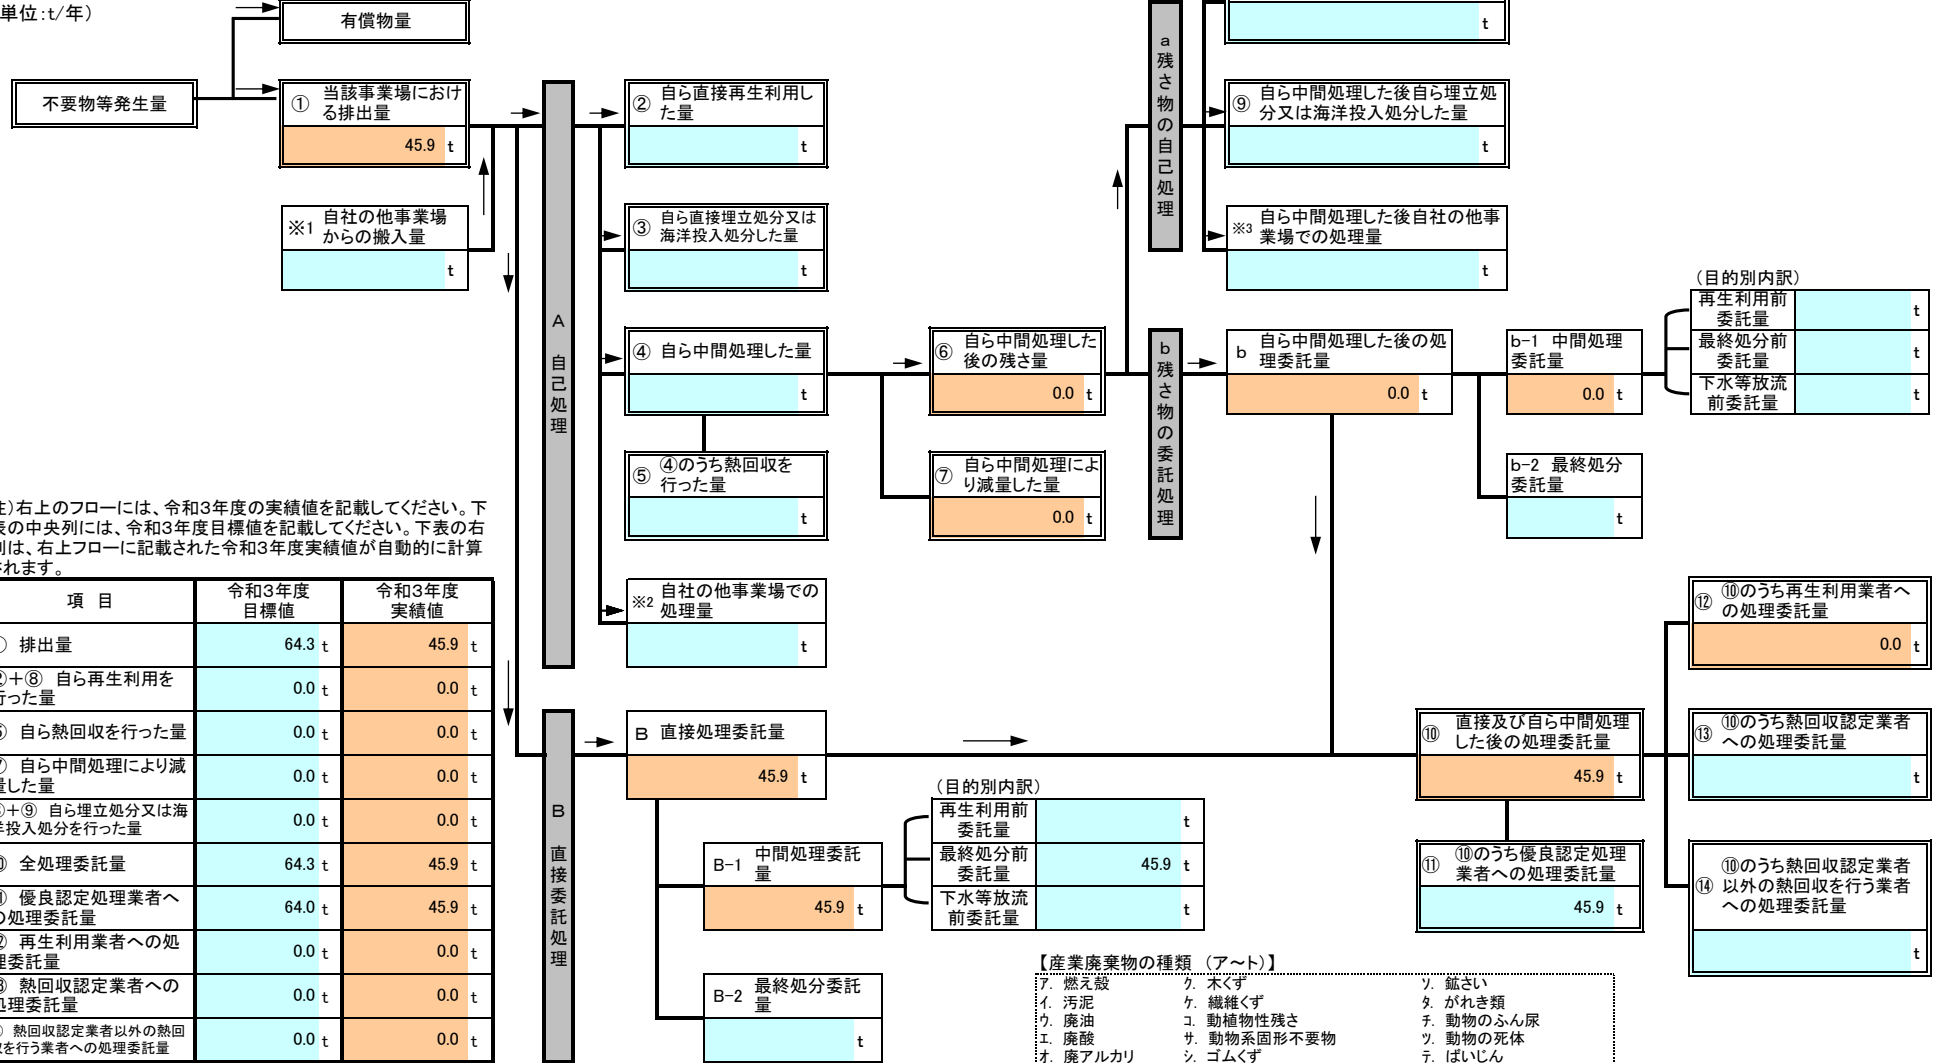 単位:t/年）
有償物量
不要物等発生量
① 当該事業場におけ
る排出量
45.9 t
※1 自社の他事業場
からの搬入量
t
A 自己処理
② 自ら直接再生利用し
た量
t
③ 自ら直接埋立処分又は
海洋投入処分した量
t
④ 自ら中間処理した量
t
⑤ ④のうち熱回収を
行った量
t
※2 自社の他事業場での
処理量
t
⑥ 自ら中間処理した
後の残さ量
0.0 t
⑦ 自ら中間処理によ
り減量した量
0.0 t
a残さ物の自己処理
t
⑨ 自ら中間処理した後自ら埋立処
分又は海洋投入処分した量
t
※3 自ら中間処理した後自社の他事
業場での処理量
t
b残さ物の委託処理
b 自ら中間処理した後の処
理委託量
0.0 t
b-1 中間処理
委託量
0.0 t
b-2 最終処分
委託量
t
（目的別内訳）
再生利用前
委託量
t
最終処分前
委託量
t
下水等放流
前委託量
t
)右上のフローには、令和3年度の実績値を記載してください。下
の中央列には、令和3年度目標値を記載してください。下表の右
は、右上フローに記載された令和3年度実績値が自動的に計算
れます。
項 目
令和3年度
目標値
令和3年度
実績値
排出量
64.3 t
45.9 t
+⑧ 自ら再生利用を
った量
0.0 t
0.0 t
自ら熱回収を行った量
0.0 t
0.0 t
自ら中間処理により減
した量
0.0 t
0.0 t
+⑨ 自ら埋立処分又は海
投入処分を行った量
0.0 t
0.0 t
全処理委託量
64.3 t
45.9 t
優良認定処理業者へ
処理委託量
64.0 t
45.9 t
再生利用業者への処
委託量
0.0 t
0.0 t
熱回収認定業者への
処理委託量
0.0 t
0.0 t
熱回収認定業者以外の熱回
を行う業者への処理委託量
0.0 t
0.0 t
B 直接委託処理
B 直接処理委託量
45.9 t
B-1 中間処理委託
量
45.9 t
B-2 最終処分委託
量
t
（目的別内訳）
再生利用前
委託量
t
最終処分前
委託量
45.9 t
下水等放流
前委託量
t
⑩ 直接及び自ら中間処理
した後の処理委託量
45.9 t
⑪ ⑩のうち優良認定処理
業者への処理委託量
45.9 t
⑫ ⑩のうち再生利用業者へ
の処理委託量
0.0 t
⑬ ⑩のうち熱回収認定業者
への処理委託量
t
⑭ ⑩のうち熱回収認定業者
以外の熱回収を行う業者
への処理委託量
t
【産業廃棄物の種類 （ア～ト）】
ア. 燃え殻 ク. 木くず ソ. 鉱さい
イ. 汚泥 ケ. 繊維くず タ. がれき類
ウ. 廃油 コ. 動植物性残さ チ. 動物のふん尿
エ. 廃酸 サ. 動物系固形不要物 ツ. 動物の死体
オ. 廃アルカリ シ. ゴムくず テ. ばいじん